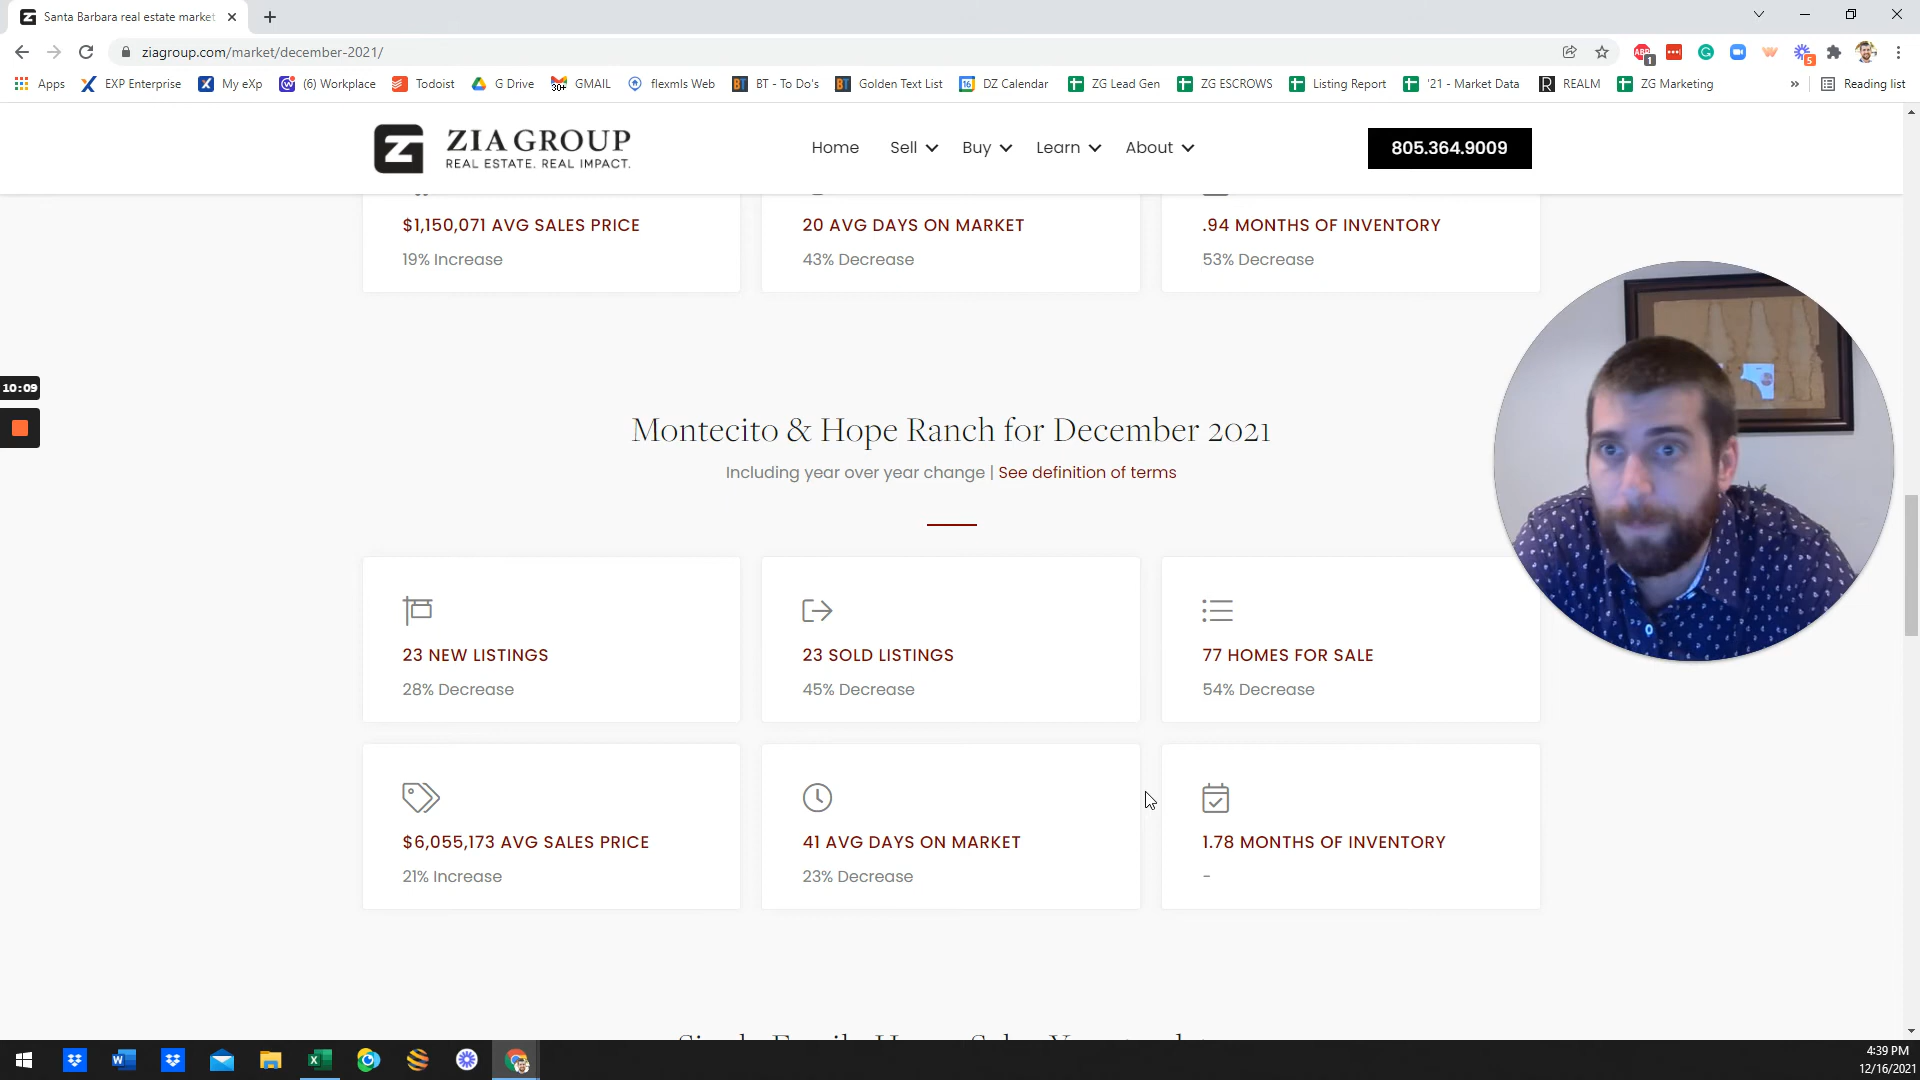 Santa Barbara real estate market
ziagroup.com/market/december-2021/
Apps EXP Enterprise My eXp (6) Workplace Todoist G Drive GMAIL flexmls Web BT - To Do's Golden Text List DZ Calendar ZG Lead Gen ZG ESCROWS Listing Report '21 - Market Data REALM ZG Marketing » Reading list
ZIA GROUP
REAL ESTATE. REAL IMPACT.
Home Sell Buy Learn About
805.364.9009
$1,150,071 AVG SALES PRICE
19% Increase
20 AVG DAYS ON MARKET
43% Decrease
.94 MONTHS OF INVENTORY
53% Decrease
10:09
Montecito & Hope Ranch for December 2021
Including year over year change | See definition of terms
23 NEW LISTINGS
28% Decrease
23 SOLD LISTINGS
45% Decrease
77 HOMES FOR SALE
54% Decrease
$6,055,173 AVG SALES PRICE
21% Increase
41 AVG DAYS ON MARKET
23% Decrease
1.78 MONTHS OF INVENTORY
-
4:39 PM
12/16/2021